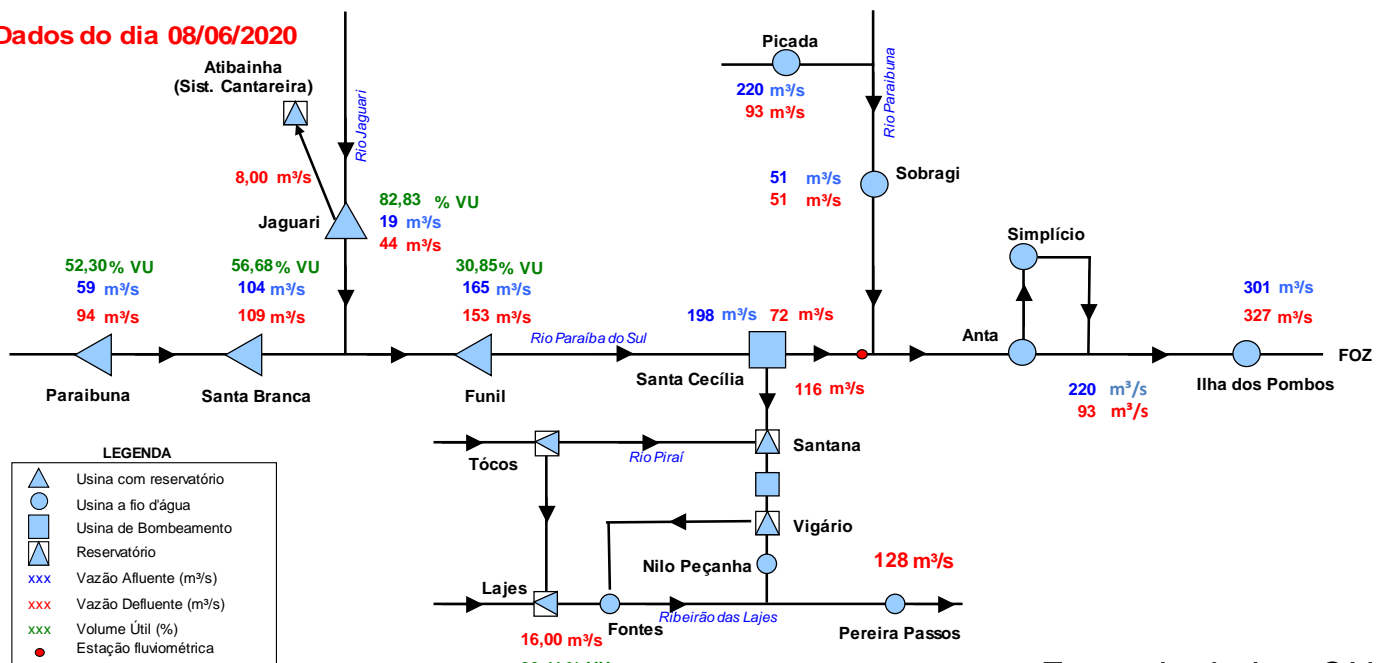 Dados do dia 08/06/2020
Atibainha
(Sist. Cantareira)
Rio Jaguari
8,00 m³/s
Jaguari
82,83 % VU
19 m³/s
44 m³/s
Picada
220 m³/s
93 m³/s
Rio Paraibuna
51 m³/s
51 m³/s
Sobragi
Simplício
52,30% VU
59 m³/s
94 m³/s
56,68% VU
104 m³/s
109 m³/s
30,85% VU
165 m³/s
153 m³/s
Rio Paraíba do Sul
198 m³/s 72 m³/s
301 m³/s
327 m³/s
Anta
FOZ
Paraibuna
Santa Branca
Funil
Santa Cecília
116 m³/s
220 m³/s
93 m³/s
Ilha dos Pombos
Tócos
Rio Piraí
Santana
Vigário
Nilo Peçanha
128 m³/s
Lajes
16,00 m³/s
Fontes
Ribeirão das Lajes
Pereira Passos
LEGENDA
Usina com reservatório
Usina a fio d'água
Usina de Bombeamento
Reservatório
xxx Vazão Afluente (m³/s)
xxx Vazão Defluente (m³/s)
xxx Volume Útil (%)
Estação fluviométrica